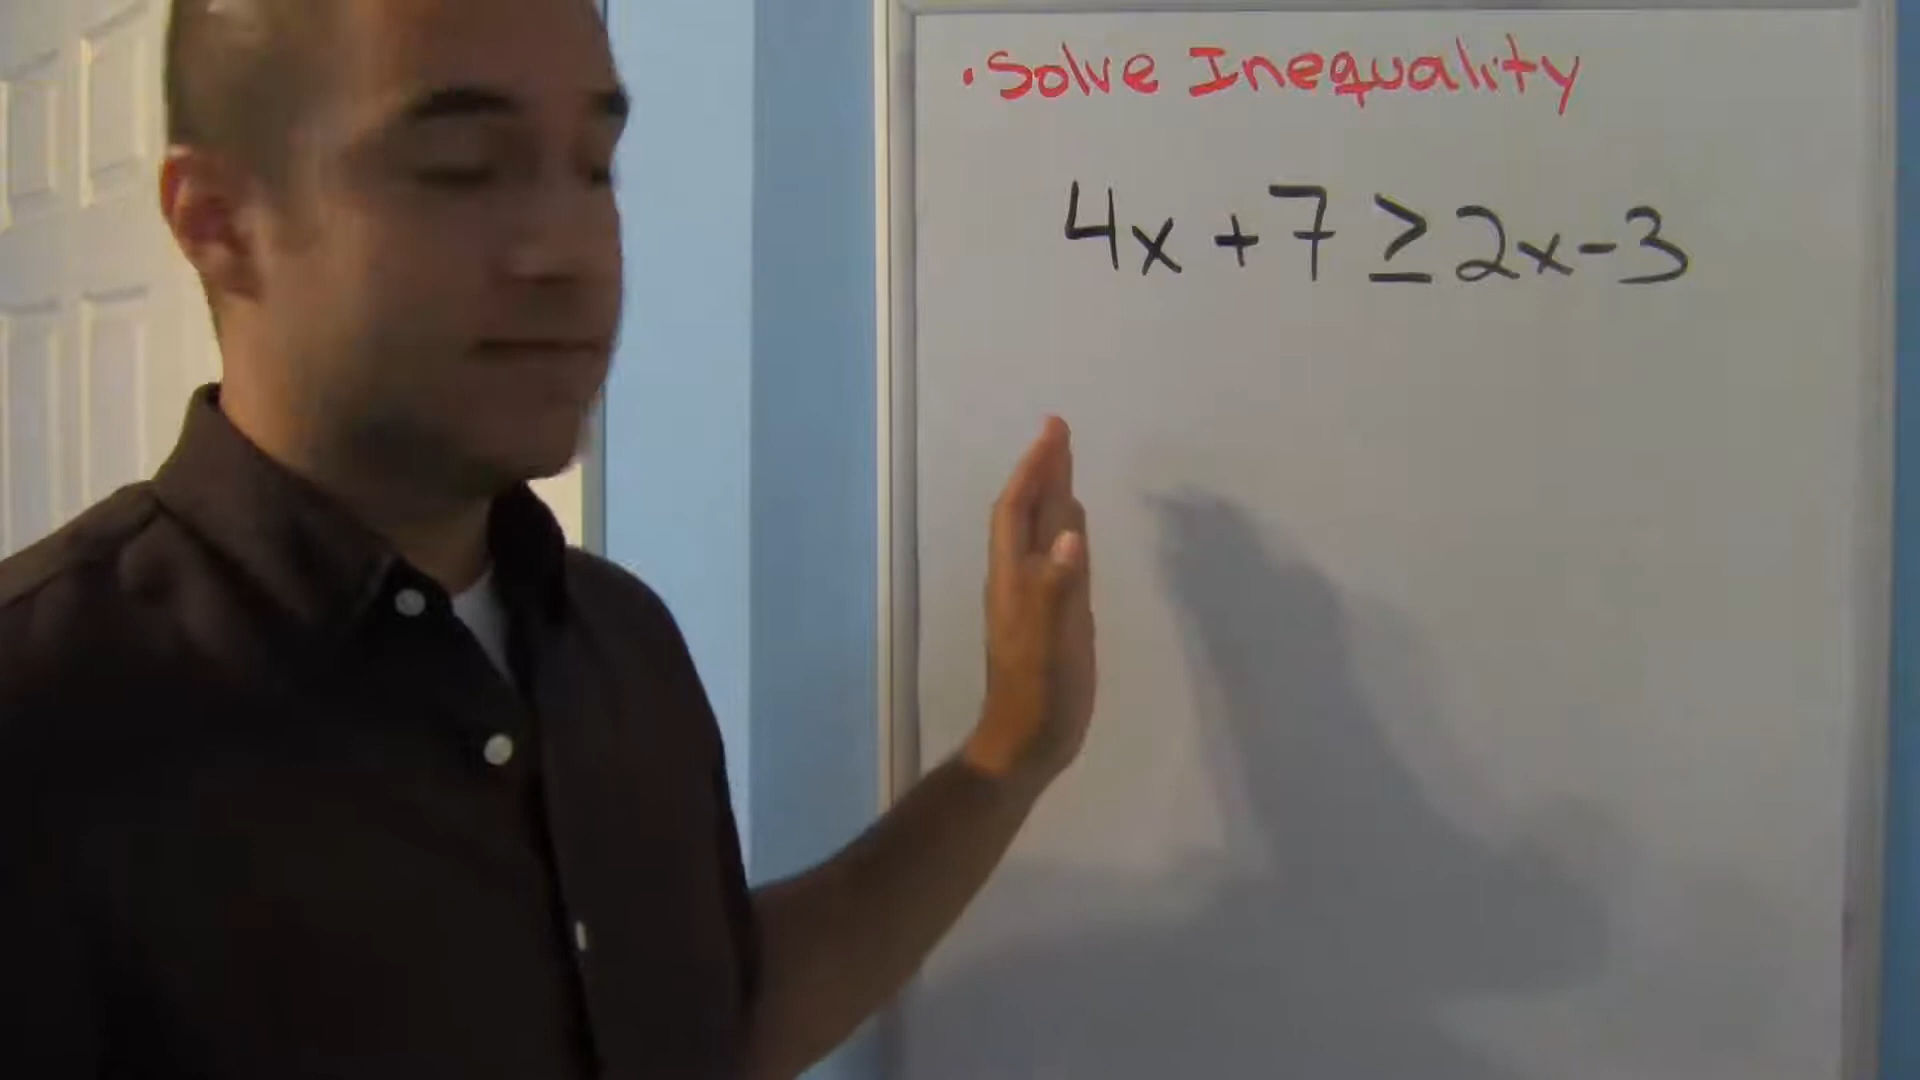 • Solve Inequality
4x + 7 ≥ 2x - 3